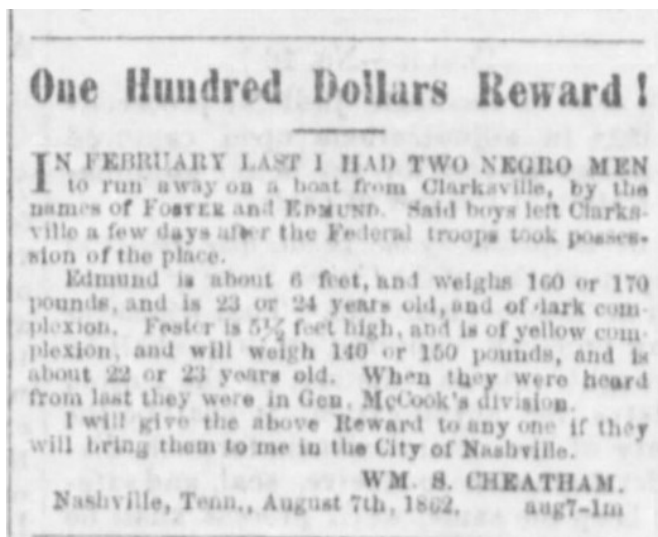 One Hundred Dollars Reward!
IN FEBRUARY LAST I HAD TWO NEGRO MEN
to run away on a boat from Clarksville, by the
names of FOSTER and EDMUND. Said boys left Clarks-
ville a few days after the Federal troops took posses-
sion of the place.
Edmund is about 6 feet, and weighs 160 or 170
pounds, and is 23 or 24 years old, and of dark com-
plexion. Foster is 5½ feet high, and is of yellow com-
plexion, and will weigh 140 or 150 pounds, and is
about 22 or 23 years old. When they were heard
from last they were in Gen. McCook's division.
I will give the above Reward to any one if they
will bring them to me in the City of Nashville.
WM. S. CHEATHAM.
Nashville, Tenn., August 7th, 1862. aug7-1m